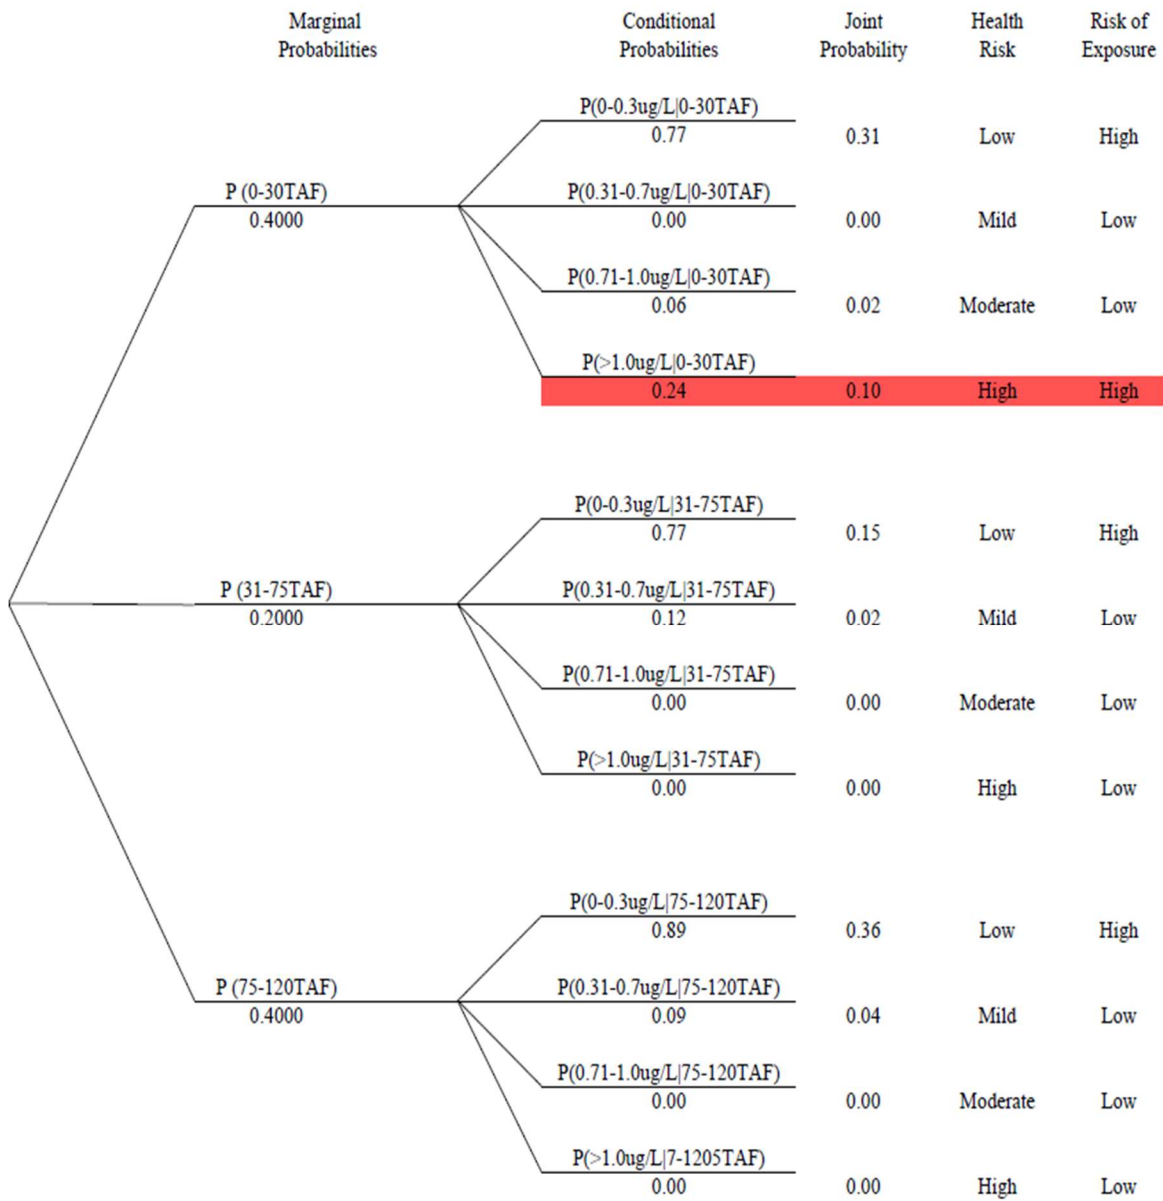 Marginal Probabilities
Conditional Probabilities
Joint Probability
Health Risk
Risk of Exposure
P(0-0.3ug/L|0-30TAF)
0.77 0.31 Low High
P (0-30TAF)
0.4000
P(0.31-0.7ug/L|0-30TAF)
0.00 0.00 Mild Low
P(0.71-1.0ug/L|0-30TAF)
0.06 0.02 Moderate Low
P(>1.0ug/L|0-30TAF)
0.24 0.10 High High
P(0-0.3ug/L|31-75TAF)
0.77 0.15 Low High
P (31-75TAF)
0.2000
P(0.31-0.7ug/L|31-75TAF)
0.12 0.02 Mild Low
P(0.71-1.0ug/L|31-75TAF)
0.00 0.00 Moderate Low
P(>1.0ug/L|31-75TAF)
0.00 0.00 High Low
P(0-0.3ug/L|75-120TAF)
0.89 0.36 Low High
P (75-120TAF)
0.4000
P(0.31-0.7ug/L|75-120TAF)
0.09 0.04 Mild Low
P(0.71-1.0ug/L|75-120TAF)
0.00 0.00 Moderate Low
P(>1.0ug/L|7-1205TAF)
0.00 0.00 High Low